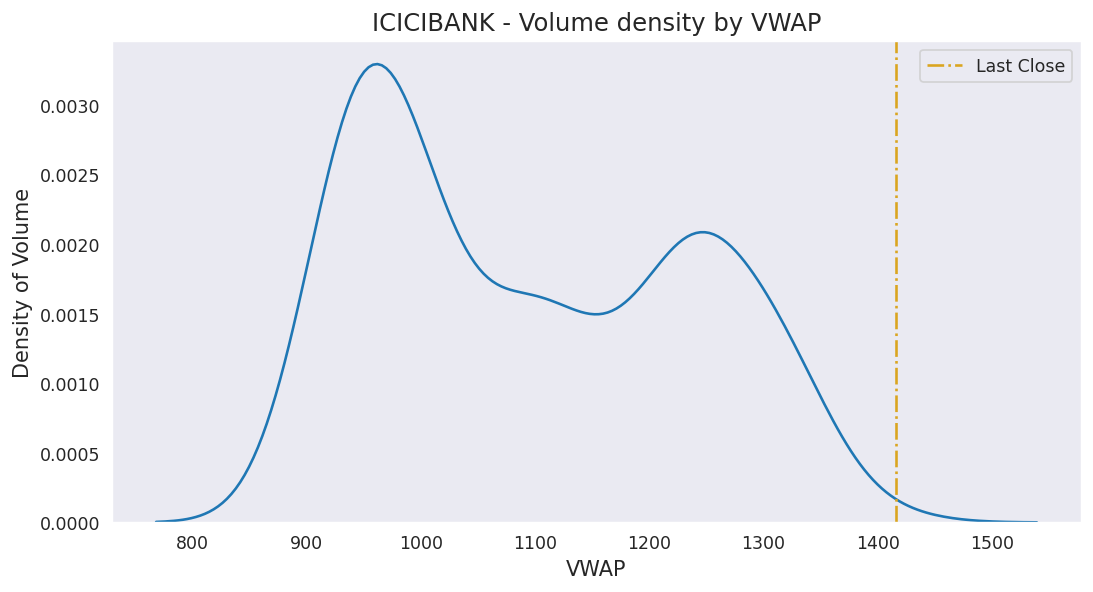 ICICIBANK - Volume density by VWAP
Last Close
Density of Volume
0.0030
0.0025
0.0020
0.0015
0.0010
0.0005
0.0000
800 900 1000 1100 1200 1300 1400 1500
VWAP